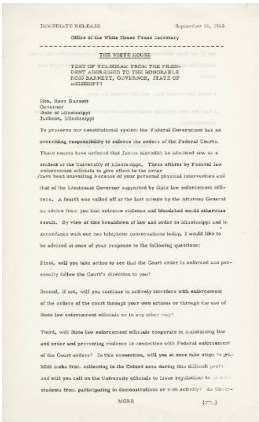 IMMEDIATE RELEASE September 30, 1962
Office of the White House Press Secretary
THE WHITE HOUSE
TEXT OF TELEGRAM FROM THE PRESI-
DENT ADDRESSED TO THE HONORABLE
ROSS BARNETT, GOVERNOR, STATE OF
MISSISSIPPI
Hon. Ross Barnett
Governor
State of Mississippi
Jackson, Mississippi
To preserve our constitutional system the Federal Government has an
overriding responsibility to enforce the orders of the Federal Courts.
Those courts have ordered that James Meredith be admitted now as a
student at the University of Mississippi. Three efforts by Federal law
enforcement officials to give effect to the order
have been unavailing because of your personal physical intervention and
that of the Lieutenant Governor supported by State law enforcement offi-
cers. A fourth was called off at the last minute by the Attorney General
on advice from you that extreme violence and bloodshed would otherwise
result. By view of this breakdown of law and order in Mississippi and in
accordance with our two telephone conversations today, I would like to
be advised at once of your response to the following questions:
First, will you take action to see that the Court order is enforced and per-
sonally follow the Court's direction to you?
Second, if not, will you continue to actively interfere with enforcement
of the orders of the court through your own actions or through the use of
State law enforcement officials or in any other way?
Third, will State law enforcement officials cooperate in maintaining law
and order and preventing violence in connection with Federal enforcement
of the Court orders? In this connection, will you at once take steps to pro-
hibit mobs from collecting in the Oxford area during this difficult period
and will you call on the University officials to issue regulations to
students from participating in demonstrations or mob activity? As Gover-
MORE